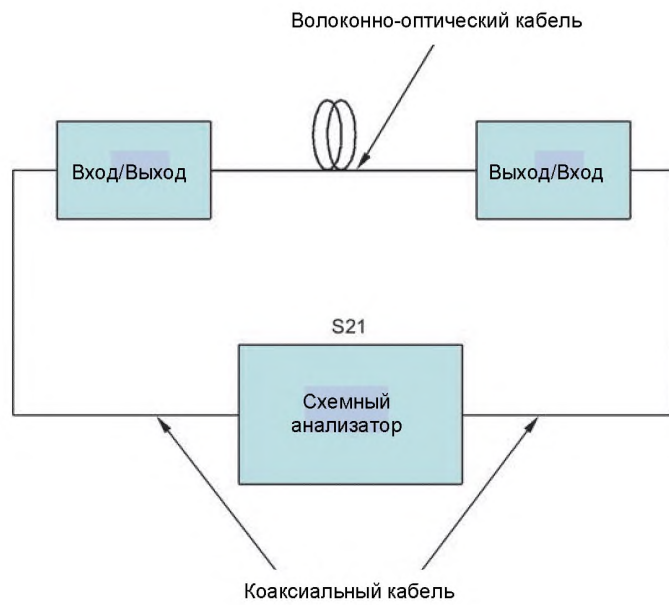 Волоконно-оптический кабель
Вход/Выход
Выход/Вход
S21
Схемный
анализатор
Коаксиальный кабель